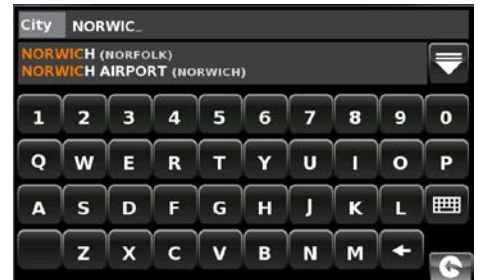 City NORWIC_
NORWICH (NORFOLK)
NORWICH AIRPORT (NORWICH)
1 2 3 4 5 6 7 8 9 0
Q W E R T Y U I O P
A S D F G H J K L
Z X C V B N M